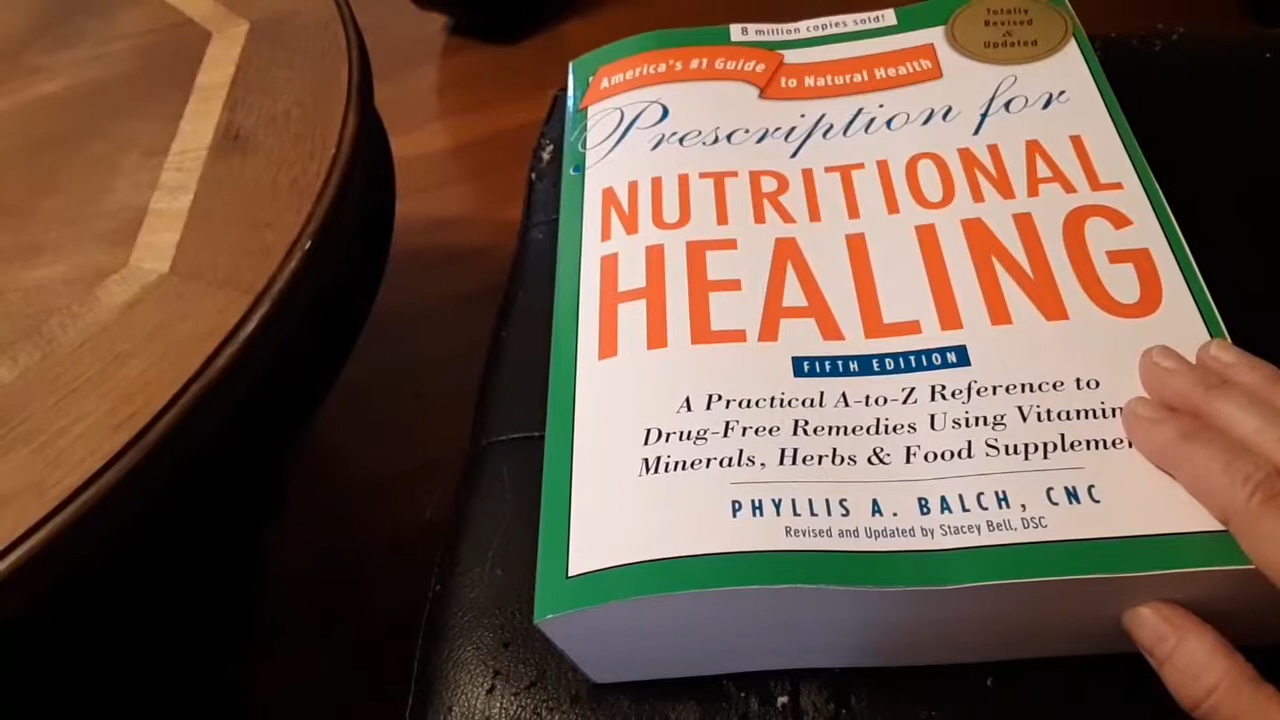 8 million copies sold!
Totally
Revised
&
Updated
America's #1 Guide
to Natural Health
Prescription for
NUTRITIONAL
HEALING
FIFTH EDITION
A Practical A-to-Z Reference to
Drug-Free Remedies Using
Minerals, Herbs & Food
PHYLLIS A. BALCH, CNC
Revised and Updated by Stacey Bell, DSC